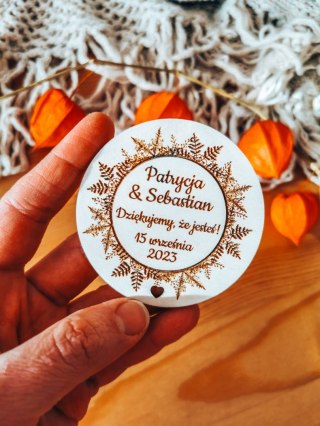 Patrycja
& Sebastian
Dziękujemy, że jesteś!
15 września
2023